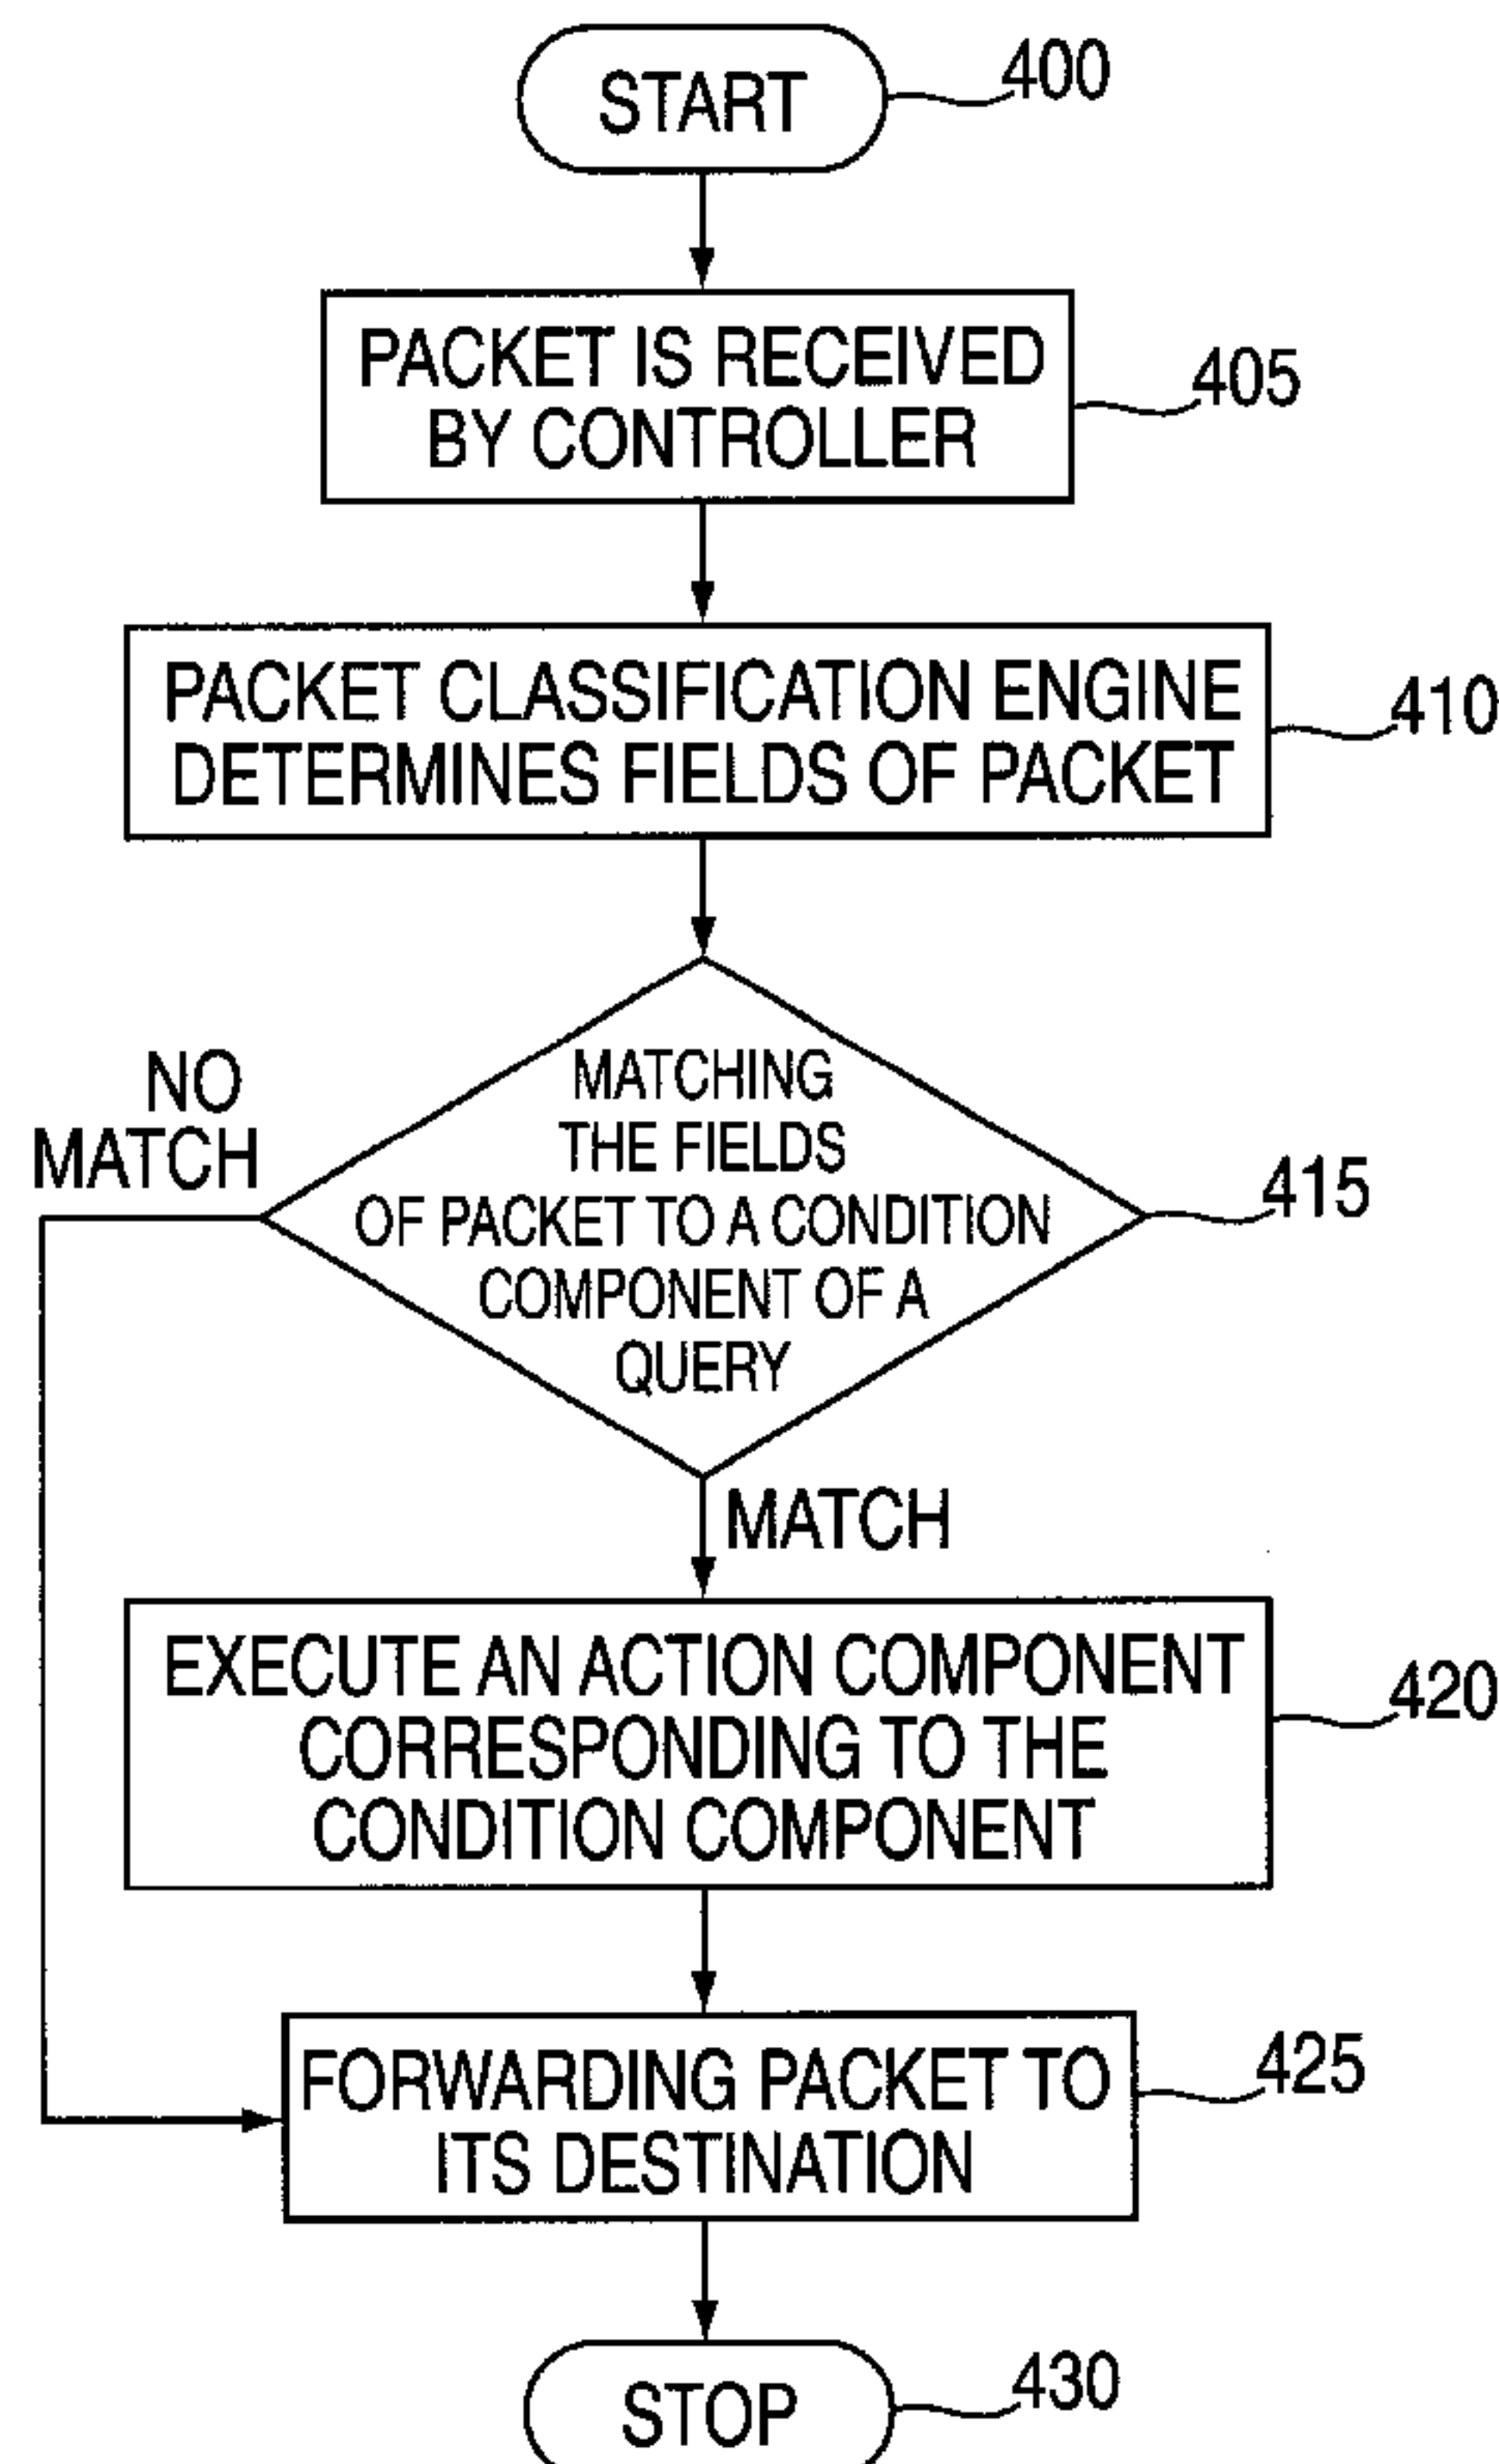 START
400
PACKET IS RECEIVED
BY CONTROLLER
405
PACKET CLASSIFICATION ENGINE
DETERMINES FIELDS OF PACKET
410
NO
MATCH
MATCHING
THE FIELDS
OF PACKET TO A CONDITION
COMPONENT OF A
QUERY
415
MATCH
EXECUTE AN ACTION COMPONENT
CORRESPONDING TO THE
CONDITION COMPONENT
420
FORWARDING PACKET TO
ITS DESTINATION
425
STOP
430